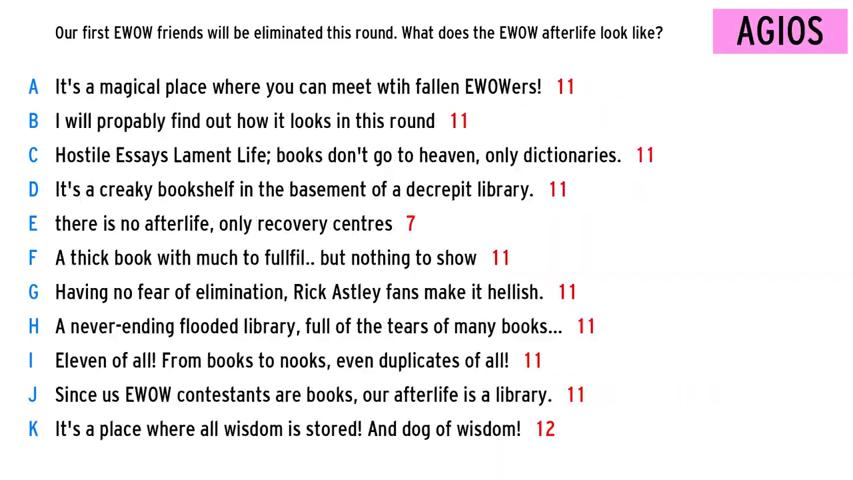 Our first EWOW friends will be eliminated this round. What does the EWOW afterlife look like?
AGIOS
A It's a magical place where you can meet wtih fallen EWOWers! 11
B I will propably find out how it looks in this round 11
C Hostile Essays Lament Life; books don't go to heaven, only dictionaries. 11
D It's a creaky bookshelf in the basement of a decrepit library. 11
E there is no afterlife, only recovery centres 7
F A thick book with much to fullfil.. but nothing to show 11
G Having no fear of elimination, Rick Astley fans make it hellish. 11
H A never-ending flooded library, full of the tears of many books... 11
I Eleven of all! From books to nooks, even duplicates of all! 11
J Since us EWOW contestants are books, our afterlife is a library. 11
K It's a place where all wisdom is stored! And dog of wisdom! 12